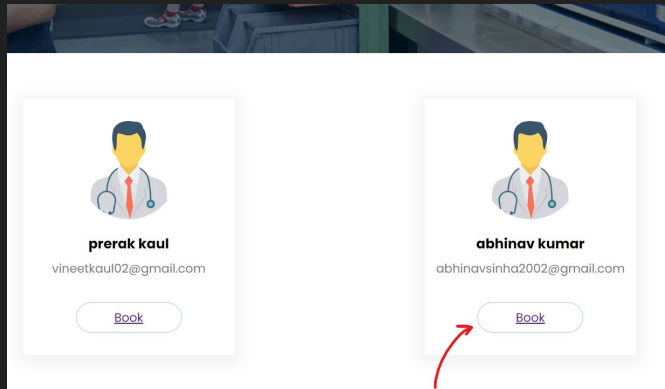 prerak kaul
vineetkaul02@gmail.com
Book
abhinav kumar
abhinavsinha2002@gmail.com
Book